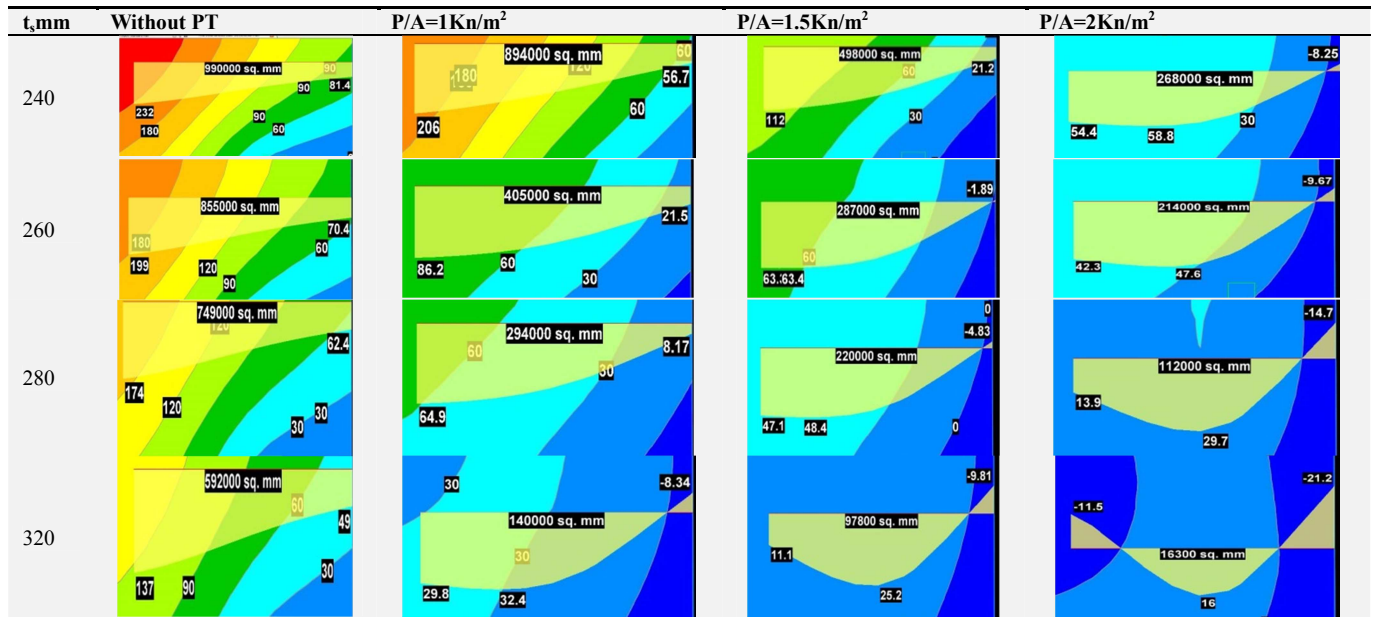 tsmm Without PT P/A=1Kn/m² P/A=1.5Kn/m² P/A=2Kn/m²
240
990000 sq. mm 90 90 81.4 232 180 90 60
894000 sq. mm 60 180 120 56.7 206 60
498000 sq. mm 60 21.2 112 30
-8.25 268000 sq. mm 54.4 58.8 30
260
855000 sq. mm 180 70.4 199 120 60 90
405000 sq. mm 21.5 86.2 60 30
-1.89 287000 sq. mm 60 63.4
-9.67 214000 sq. mm 42.3 47.6
280
749000 sq. mm 120 62.4 174 120 30 30
294000 sq. mm 60 8.17 30 64.9
0 -4.83 220000 sq. mm 47.1 48.4 0
-14.7 112000 sq. mm 13.9 29.7
320
592000 sq. mm 60 49 137 90 30
30 -8.34 140000 sq. mm 30 29.8 32.4
-9.81 97800 sq. mm 11.1 25.2
-21.2 -11.5 16300 sq. mm 16